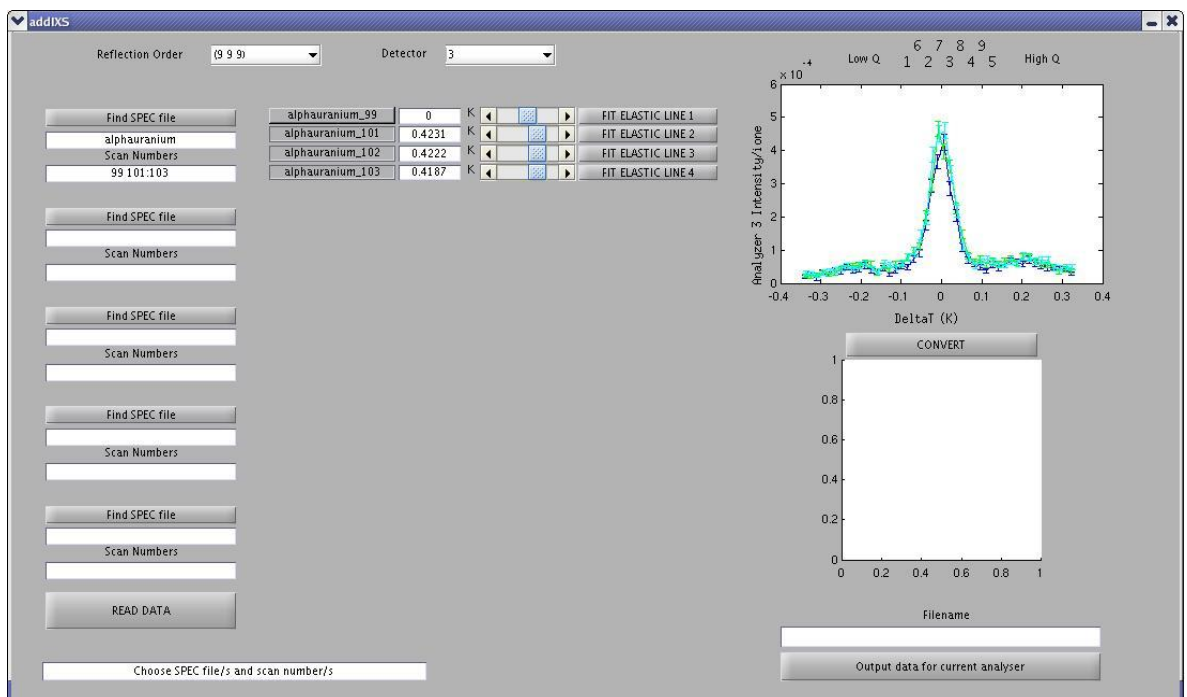 addIXS
Reflection Order (9 9 9) Detector 3
Find SPEC file
alphauranium
Scan Numbers
99 101:103
alphauranium_99 0 K FIT ELASTIC LINE 1
alphauranium_101 0.4231 K FIT ELASTIC LINE 2
alphauranium_102 0.4222 K FIT ELASTIC LINE 3
alphauranium_103 0.4187 K FIT ELASTIC LINE 4
Find SPEC file
Scan Numbers
Find SPEC file
Scan Numbers
Find SPEC file
Scan Numbers
Find SPEC file
Scan Numbers
READ DATA
Choose SPEC file/s and scan number/s
6 7 8 9
Low Q 1 2 3 4 5 High Q
x 10 -4
6
5
4
3
2
1
0
Analyzer 3 Intensity/ione
-0.4 -0.3 -0.2 -0.1 0 0.1 0.2 0.3 0.4
DeltaT (K)
CONVERT
1
0.8
0.6
0.4
0.2
0
0 0.2 0.4 0.6 0.8 1
Filename
Output data for current analyser